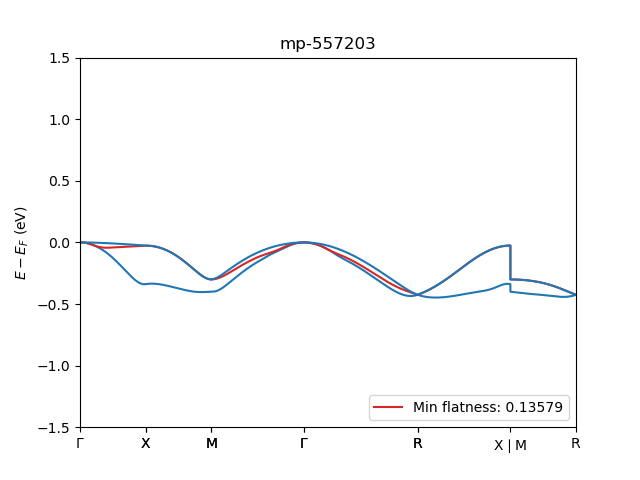 mp-557203
E − E_F (eV)
1.5
1.0
0.5
0.0
−0.5
−1.0
−1.5
Min flatness: 0.13579
Γ X M Γ R X | M R